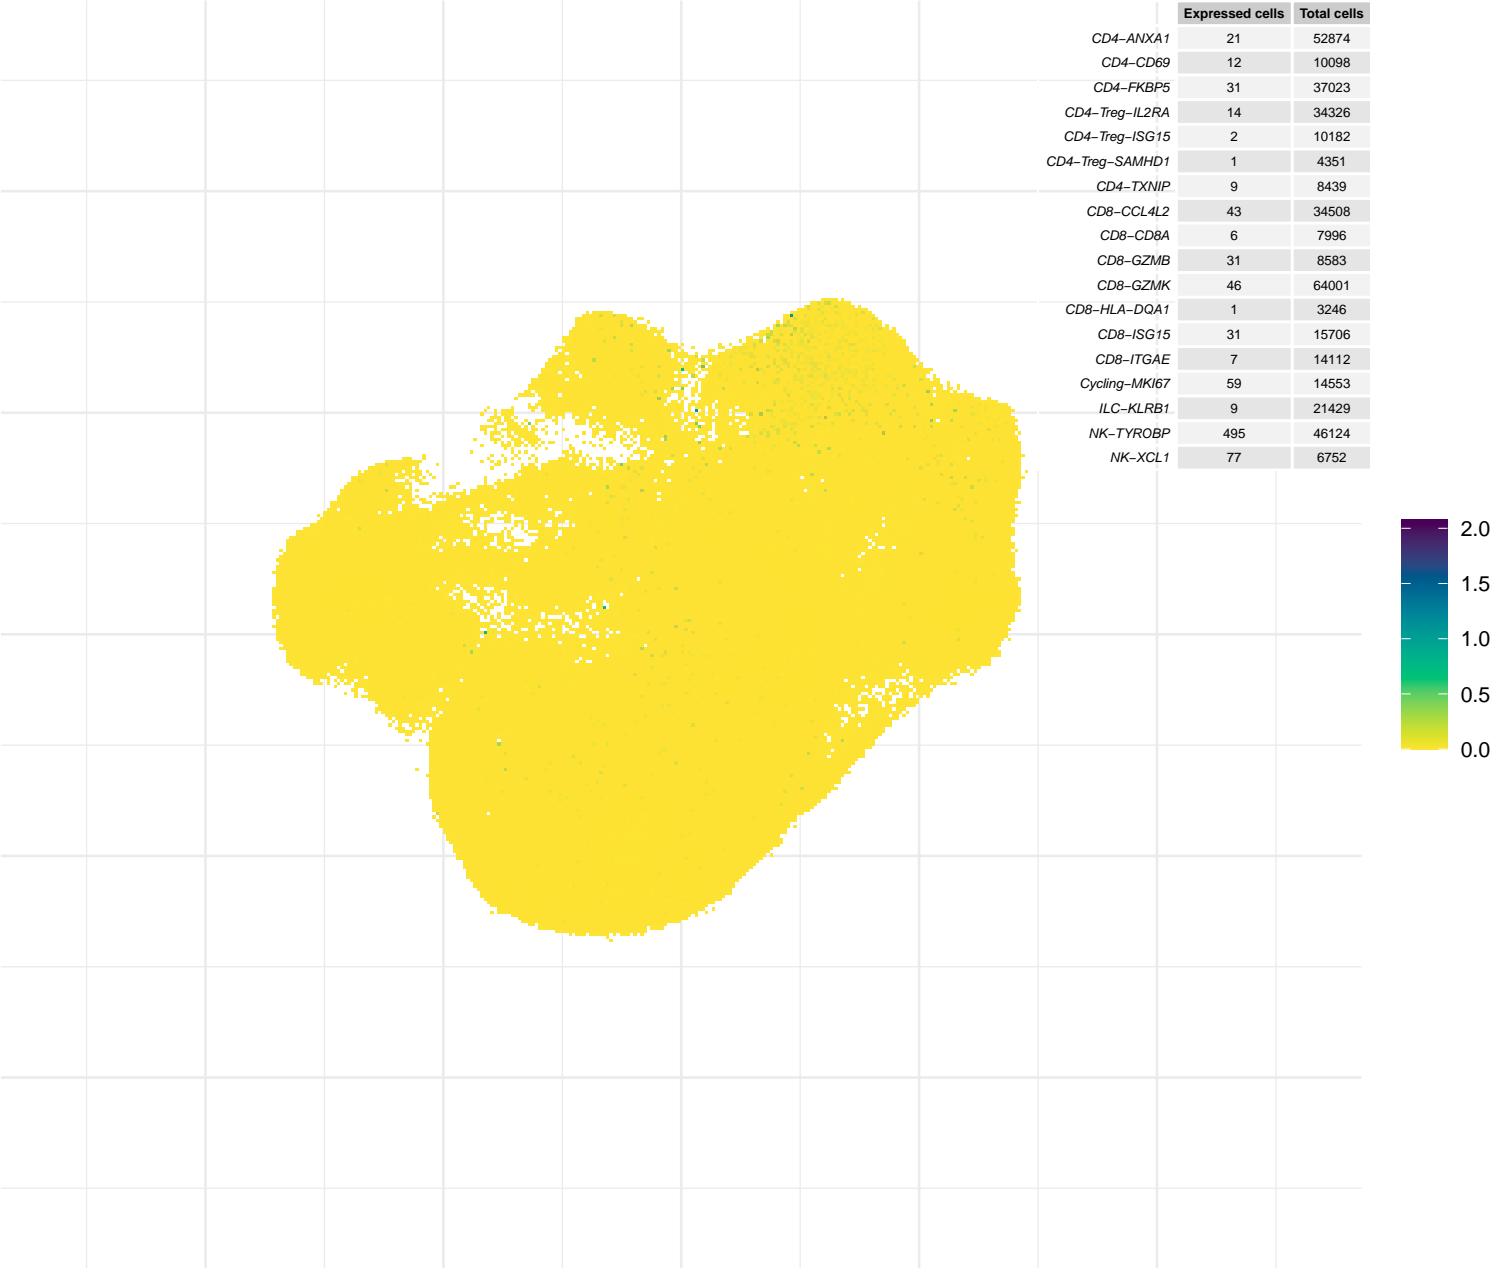 Expressed cells Total cells
CD4−ANXA1 21 52874
CD4−CD69 12 10098
CD4−FKBP5 31 37023
CD4−Treg−IL2RA 14 34326
CD4−Treg−ISG15 2 10182
CD4−Treg−SAMHD1 1 4351
CD4−TXNIP 9 8439
CD8−CCL4L2 43 34508
CD8−CD8A 6 7996
CD8−GZMB 31 8583
CD8−GZMK 46 64001
CD8−HLA−DQA1 1 3246
CD8−ISG15 31 15706
CD8−ITGAE 7 14112
Cycling−MKI67 59 14553
ILC−KLRB1 9 21429
NK−TYROBP 495 46124
NK−XCL1 77 6752
2.0
1.5
1.0
0.5
0.0